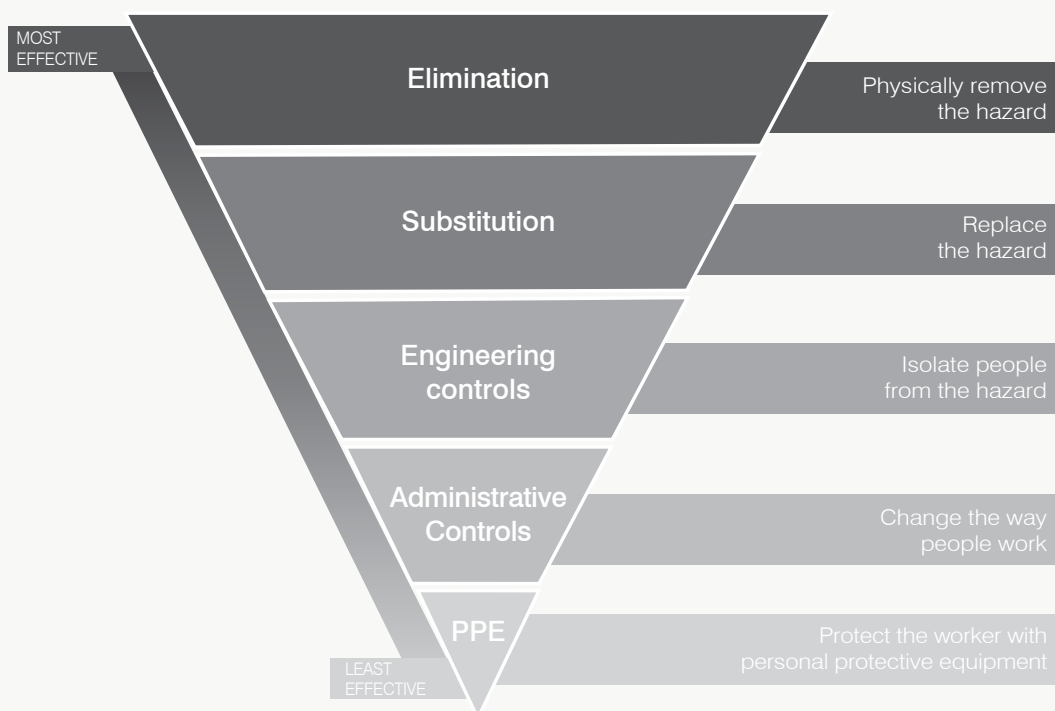 MOST
EFFECTIVE
Elimination
Physically remove
the hazard
Substitution
Replace
the hazard
Engineering
controls
Isolate people
from the hazard
Administrative
Controls
Change the way
people work
PPE
Protect the worker with
personal protective equipment
LEAST
EFFECTIVE